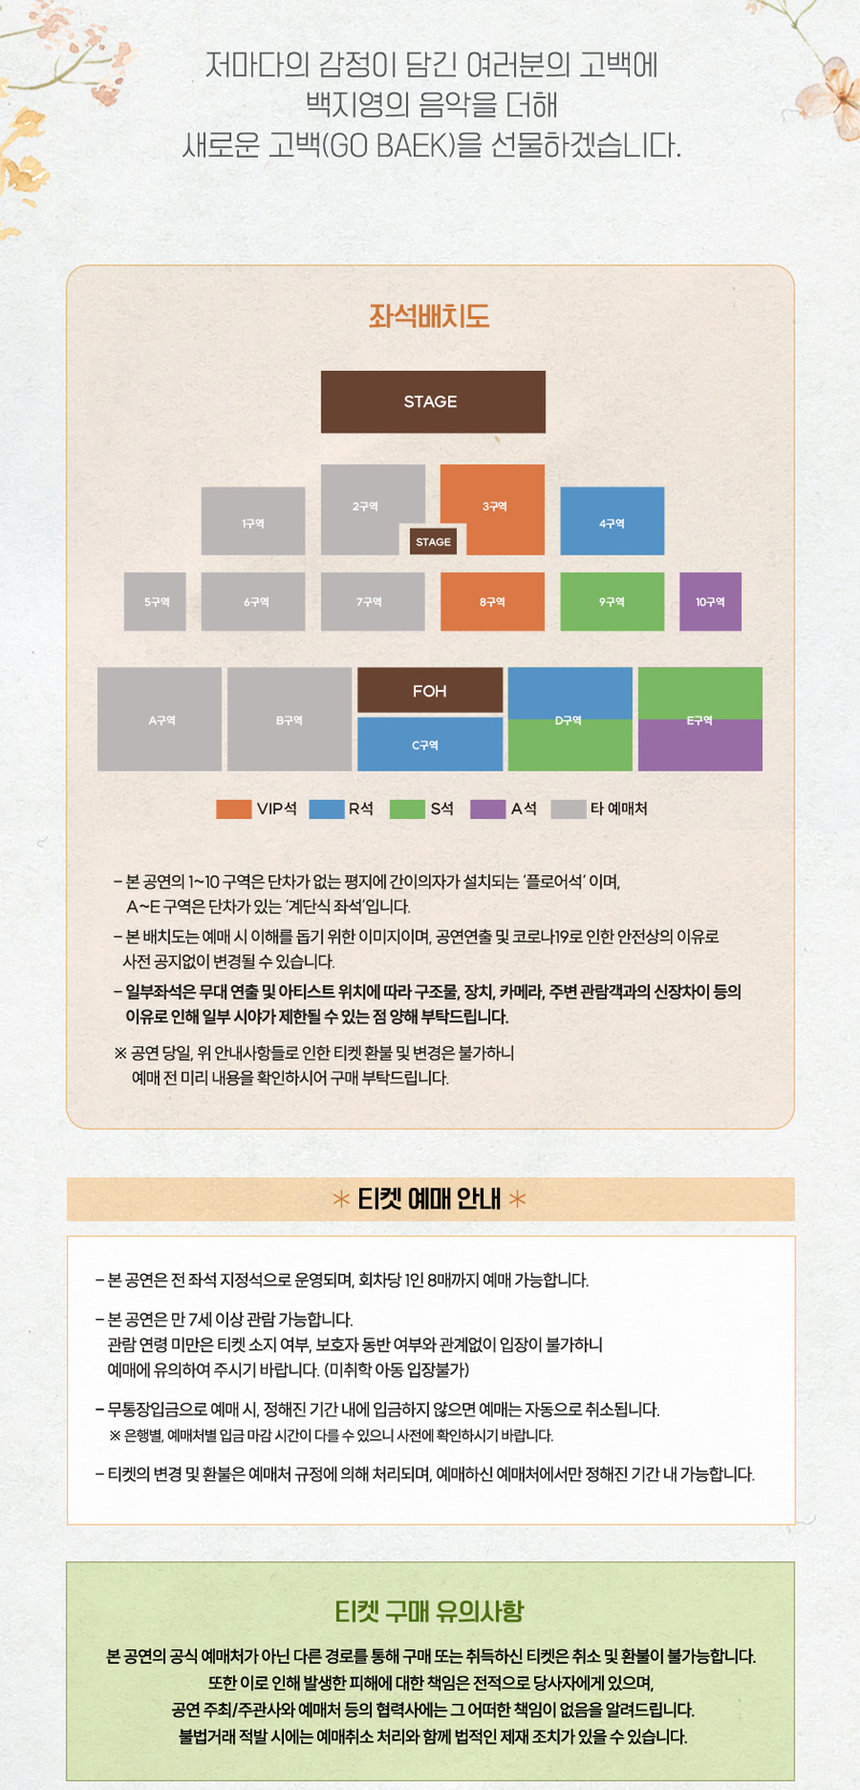 저마다의 감정이 담긴 여러분의 고백에
백지영의 음악을 더해
새로운 고백(GO BAEK)을 선물하겠습니다.
좌석배치도
STAGE
1구역
2구역
3구역
4구역
STAGE
5구역
6구역
7구역
8구역
9구역
10구역
A구역
B구역
FOH
C구역
D구역
E구역
VIP석
R석
S석
A석
타 예매처
– 본 공연의 1~10 구역은 단차가 없는 평지에 간이의자가 설치되는 '플로어석' 이며,
A~E 구역은 단차가 있는 '계단식 좌석'입니다.
– 본 배치도는 예매 시 이해를 돕기 위한 이미지이며, 공연연출 및 코로나19로 인한 안전상의 이유로
사전 공지없이 변경될 수 있습니다.
– 일부좌석은 무대 연출 및 아티스트 위치에 따라 구조물, 장치, 카메라, 주변 관람객과의 신장차이 등의
이유로 인해 일부 시야가 제한될 수 있는 점 양해 부탁드립니다.
※ 공연 당일, 위 안내사항들로 인한 티켓 환불 및 변경은 불가하니
예매 전 미리 내용을 확인하시어 구매 부탁드립니다.
* 티켓 예매 안내 *
– 본 공연은 전 좌석 지정석으로 운영되며, 회차당 1인 8매까지 예매 가능합니다.
– 본 공연은 만 7세 이상 관람 가능합니다.
관람 연령 미만은 티켓 소지 여부, 보호자 동반 여부와 관계없이 입장이 불가하니
예매에 유의하여 주시기 바랍니다. (미취학 아동 입장불가)
– 무통장입금으로 예매 시, 정해진 기간 내에 입금하지 않으면 예매는 자동으로 취소됩니다.
※ 은행별, 예매처별 입금 마감 시간이 다를 수 있으니 사전에 확인하시기 바랍니다.
– 티켓의 변경 및 환불은 예매처 규정에 의해 처리되며, 예매하신 예매처에서만 정해진 기간 내 가능합니다.
티켓 구매 유의사항
본 공연의 공식 예매처가 아닌 다른 경로를 통해 구매 또는 취득하신 티켓은 취소 및 환불이 불가능합니다.
또한 이로 인해 발생한 피해에 대한 책임은 전적으로 당사자에게 있으며,
공연 주최/주관사와 예매처 등의 협력사에는 그 어떠한 책임이 없음을 알려드립니다.
불법거래 적발 시에는 예매취소 처리와 함께 법적인 제재 조치가 있을 수 있습니다.